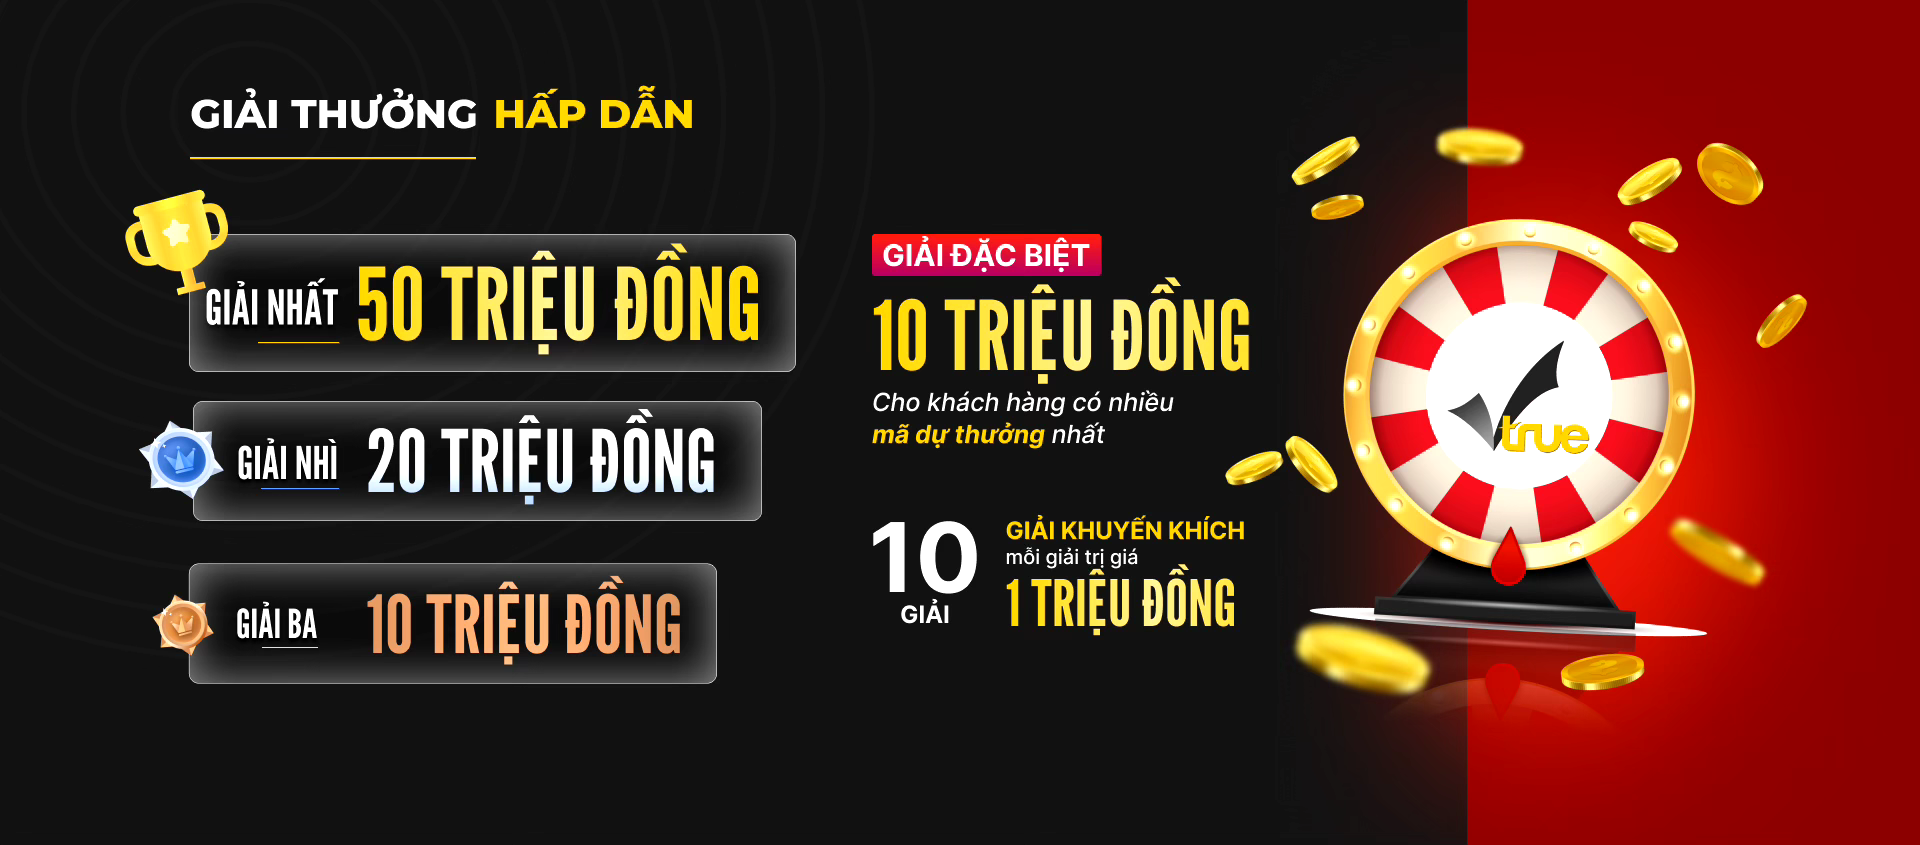 GIẢI THƯỞNG HẤP DẪN
GIẢI NHẤT 50 TRIỆU ĐỒNG
GIẢI NHÌ 20 TRIỆU ĐỒNG
GIẢI BA 10 TRIỆU ĐỒNG
GIẢI ĐẶC BIỆT
10 TRIỆU ĐỒNG
Cho khách hàng có nhiều
mã dự thưởng nhất
10
GIẢI
GIẢI KHUYẾN KHÍCH
mỗi giải trị giá
1 TRIỆU ĐỒNG
true